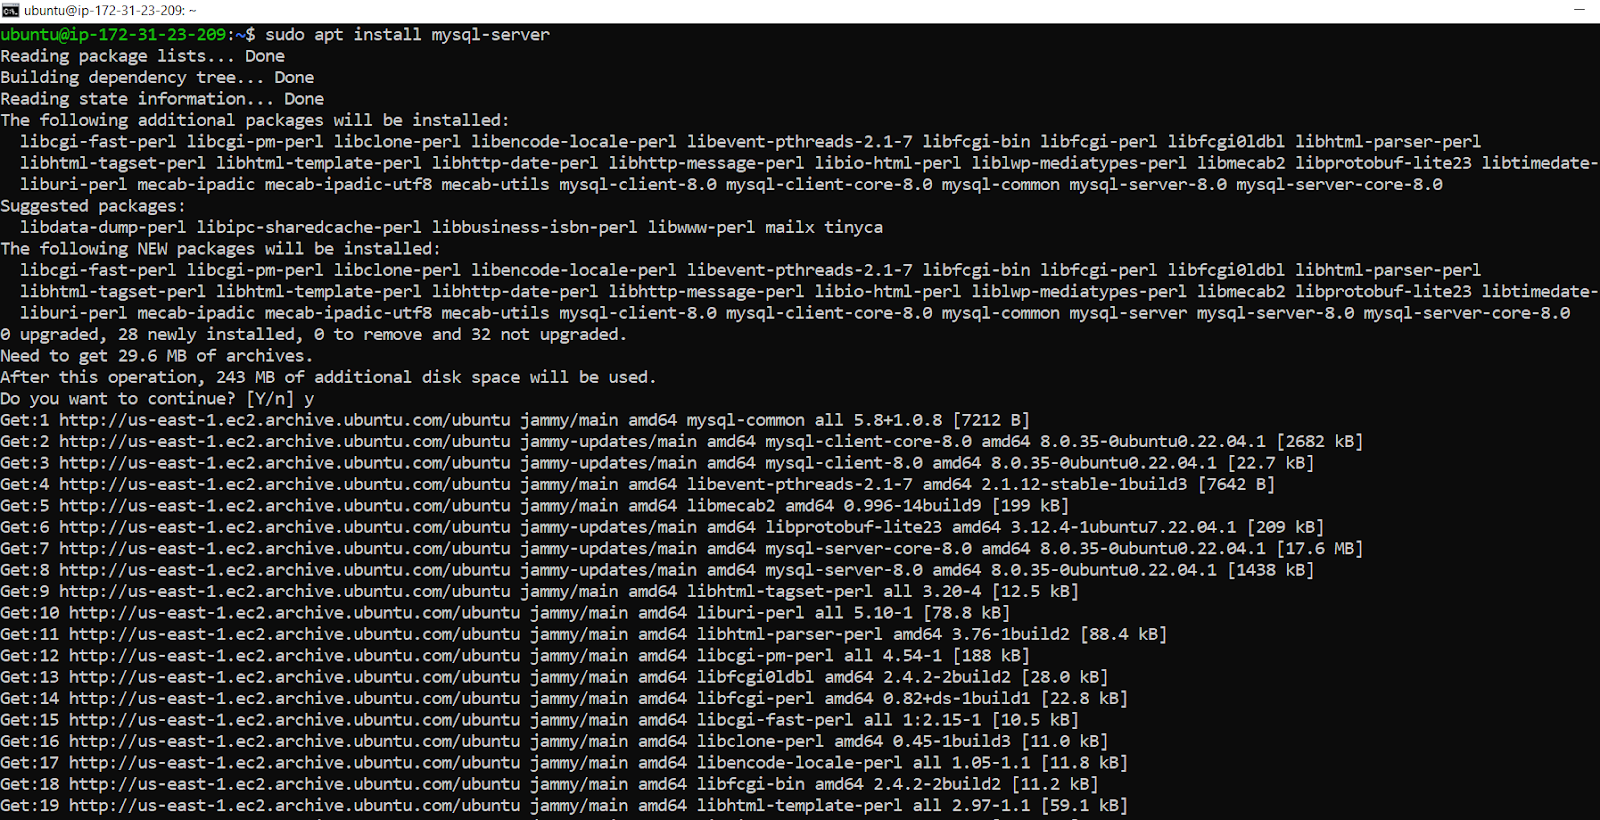 ubuntu@ip-172-31-23-209: ~
ubuntu@ip-172-31-23-209:~$ sudo apt install mysql-server
Reading package lists... Done
Building dependency tree... Done
Reading state information... Done
The following additional packages will be installed:
  libcgi-fast-perl libcgi-pm-perl libclone-perl libencode-locale-perl libevent-pthreads-2.1-7 libfcgi-bin libfcgi-perl libfcgi0ldbl libhtml-parser-perl
  libhtml-tagset-perl libhtml-template-perl libhttp-date-perl libhttp-message-perl libio-html-perl liblwp-mediatypes-perl libmecab2 libprotobuf-lite23 libtimedate-
  liburi-perl mecab-ipadic mecab-ipadic-utf8 mecab-utils mysql-client-8.0 mysql-client-core-8.0 mysql-common mysql-server-8.0 mysql-server-core-8.0
Suggested packages:
  libdata-dump-perl libipc-sharedcache-perl libbusiness-isbn-perl libwww-perl mailx tinyca
The following NEW packages will be installed:
  libcgi-fast-perl libcgi-pm-perl libclone-perl libencode-locale-perl libevent-pthreads-2.1-7 libfcgi-bin libfcgi-perl libfcgi0ldbl libhtml-parser-perl
  libhtml-tagset-perl libhtml-template-perl libhttp-date-perl libhttp-message-perl libio-html-perl liblwp-mediatypes-perl libmecab2 libprotobuf-lite23 libtimedate-
  liburi-perl mecab-ipadic mecab-ipadic-utf8 mecab-utils mysql-client-8.0 mysql-client-core-8.0 mysql-common mysql-server mysql-server-8.0 mysql-server-core-8.0
0 upgraded, 28 newly installed, 0 to remove and 32 not upgraded.
Need to get 29.6 MB of archives.
After this operation, 243 MB of additional disk space will be used.
Do you want to continue? [Y/n] y
Get:1 http://us-east-1.ec2.archive.ubuntu.com/ubuntu jammy/main amd64 mysql-common all 5.8+1.0.8 [7212 B]
Get:2 http://us-east-1.ec2.archive.ubuntu.com/ubuntu jammy-updates/main amd64 mysql-client-core-8.0 amd64 8.0.35-0ubuntu0.22.04.1 [2682 kB]
Get:3 http://us-east-1.ec2.archive.ubuntu.com/ubuntu jammy-updates/main amd64 mysql-client-8.0 amd64 8.0.35-0ubuntu0.22.04.1 [22.7 kB]
Get:4 http://us-east-1.ec2.archive.ubuntu.com/ubuntu jammy/main amd64 libevent-pthreads-2.1-7 amd64 2.1.12-stable-1build3 [7642 B]
Get:5 http://us-east-1.ec2.archive.ubuntu.com/ubuntu jammy/main amd64 libmecab2 amd64 0.996-14build9 [199 kB]
Get:6 http://us-east-1.ec2.archive.ubuntu.com/ubuntu jammy-updates/main amd64 libprotobuf-lite23 amd64 3.12.4-1ubuntu7.22.04.1 [209 kB]
Get:7 http://us-east-1.ec2.archive.ubuntu.com/ubuntu jammy-updates/main amd64 mysql-server-core-8.0 amd64 8.0.35-0ubuntu0.22.04.1 [17.6 MB]
Get:8 http://us-east-1.ec2.archive.ubuntu.com/ubuntu jammy-updates/main amd64 mysql-server-8.0 amd64 8.0.35-0ubuntu0.22.04.1 [1438 kB]
Get:9 http://us-east-1.ec2.archive.ubuntu.com/ubuntu jammy/main amd64 libhtml-tagset-perl all 3.20-4 [12.5 kB]
Get:10 http://us-east-1.ec2.archive.ubuntu.com/ubuntu jammy/main amd64 liburi-perl all 5.10-1 [78.8 kB]
Get:11 http://us-east-1.ec2.archive.ubuntu.com/ubuntu jammy/main amd64 libhtml-parser-perl amd64 3.76-1build2 [88.4 kB]
Get:12 http://us-east-1.ec2.archive.ubuntu.com/ubuntu jammy/main amd64 libcgi-pm-perl all 4.54-1 [188 kB]
Get:13 http://us-east-1.ec2.archive.ubuntu.com/ubuntu jammy/main amd64 libfcgi0ldbl amd64 2.4.2-2build2 [28.0 kB]
Get:14 http://us-east-1.ec2.archive.ubuntu.com/ubuntu jammy/main amd64 libfcgi-perl amd64 0.82+ds-1build1 [22.8 kB]
Get:15 http://us-east-1.ec2.archive.ubuntu.com/ubuntu jammy/main amd64 libcgi-fast-perl all 1:2.15-1 [10.5 kB]
Get:16 http://us-east-1.ec2.archive.ubuntu.com/ubuntu jammy/main amd64 libclone-perl amd64 0.45-1build3 [11.0 kB]
Get:17 http://us-east-1.ec2.archive.ubuntu.com/ubuntu jammy/main amd64 libencode-locale-perl all 1.05-1.1 [11.8 kB]
Get:18 http://us-east-1.ec2.archive.ubuntu.com/ubuntu jammy/main amd64 libfcgi-bin amd64 2.4.2-2build2 [11.2 kB]
Get:19 http://us-east-1.ec2.archive.ubuntu.com/ubuntu jammy/main amd64 libhtml-template-perl all 2.97-1.1 [59.1 kB]